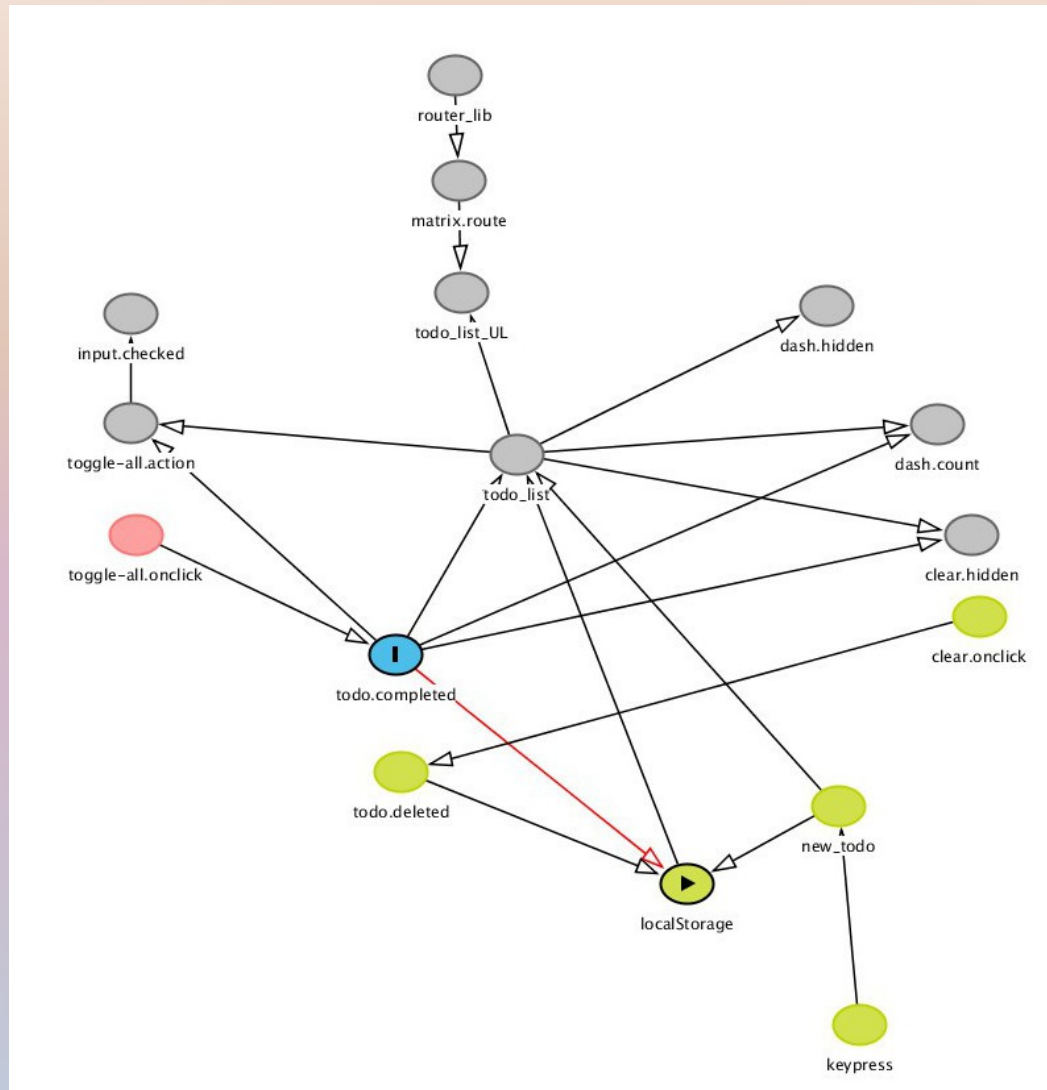 router_lib
matrix.route
todo_list_UL
dash.hidden
input.checked
toggle-all.action
todo_list
dash.count
toggle-all.onclick
clear.hidden
clear.onclick
todo.completed
todo.deleted
new_todo
localStorage
keypress